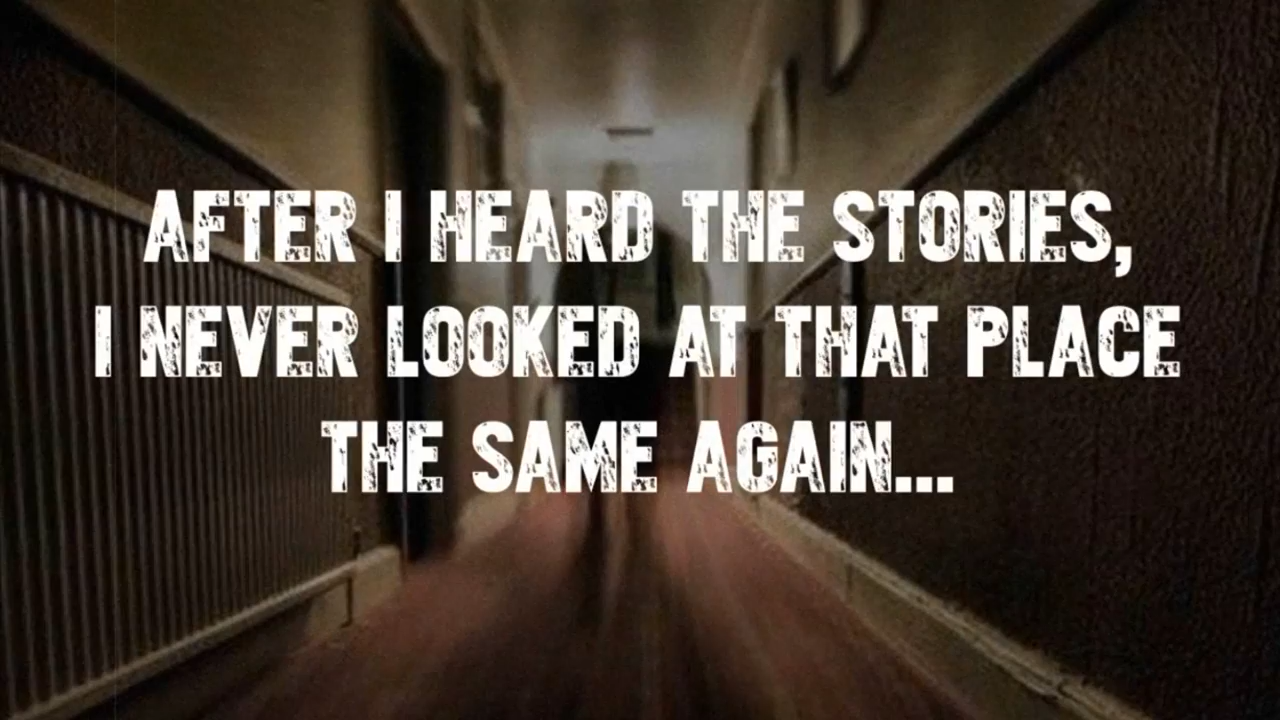 AFTER I HEARD THE STORIES,
I NEVER LOOKED AT THAT PLACE
THE SAME AGAIN...